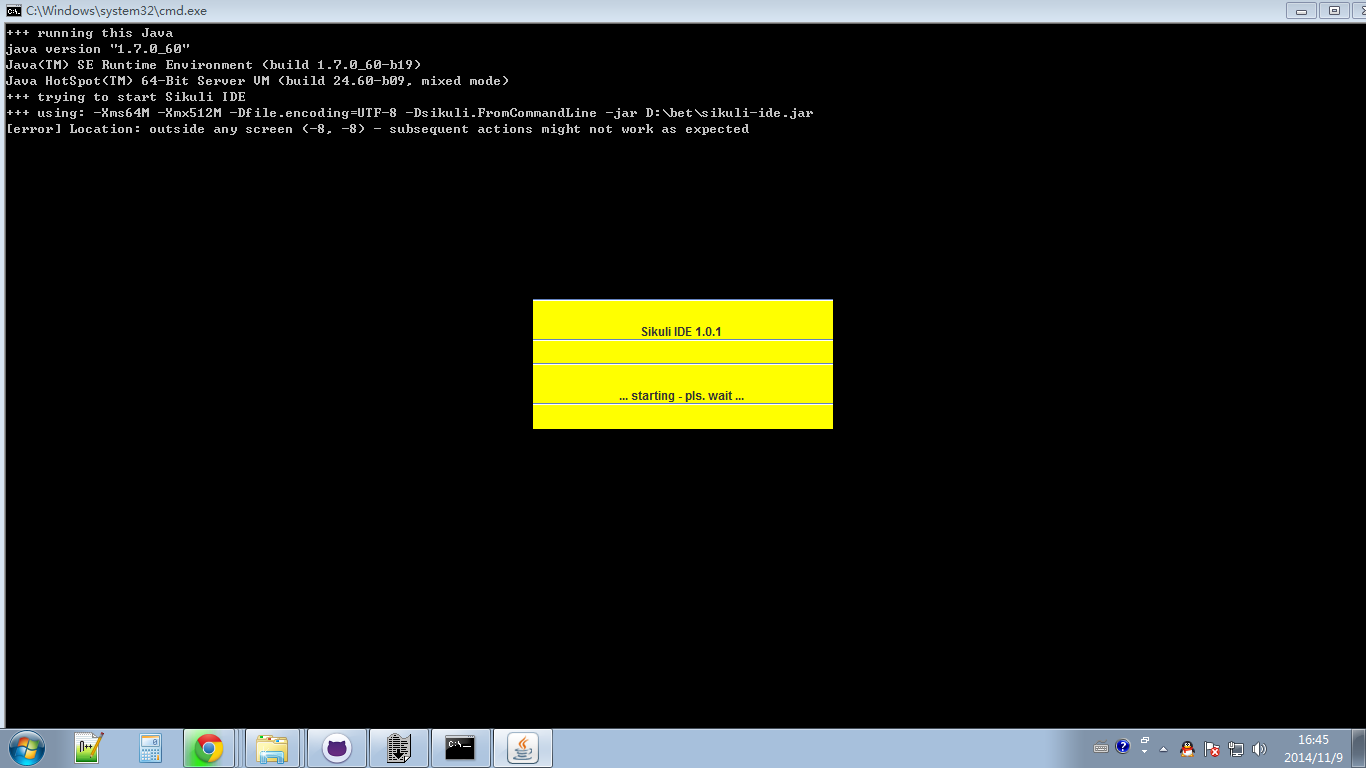 C:\Windows\system32\cmd.exe
+++ running this Java
java version "1.7.0_60"
Java(TM) SE Runtime Environment (build 1.7.0_60-b19)
Java HotSpot(TM) 64-Bit Server VM (build 24.60-b09, mixed mode)
+++ trying to start Sikuli IDE
+++ using: -Xms64M -Xmx512M -Dfile.encoding=UTF-8 -Dsikuli.FromCommandLine -jar D:\bet\sikuli-ide.jar
[error] Location: outside any screen (-8, -8) - subsequent actions might not work as expected
Sikuli IDE 1.0.1
... starting - pls. wait ...
16:45
2014/11/9